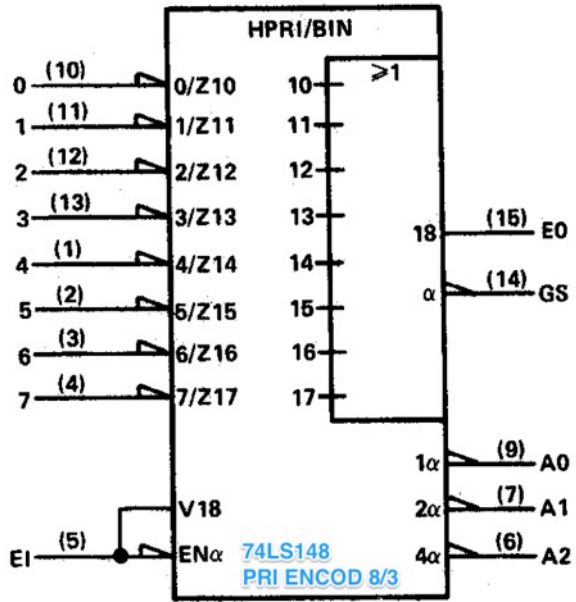 HPRI/BIN
≥1
0 (10) 0/Z10 10
1 (11) 1/Z11 11
2 (12) 2/Z12 12
3 (13) 3/Z13 13
18 (15) E0
4 (1) 4/Z14 14
α (14) GS
5 (2) 5/Z15 15
6 (3) 6/Z16 16
7 (4) 7/Z17 17
1α (9) A0
V18
2α (7) A1
EI (5) ENα 74LS148
4α (6) A2
PRI ENCOD 8/3